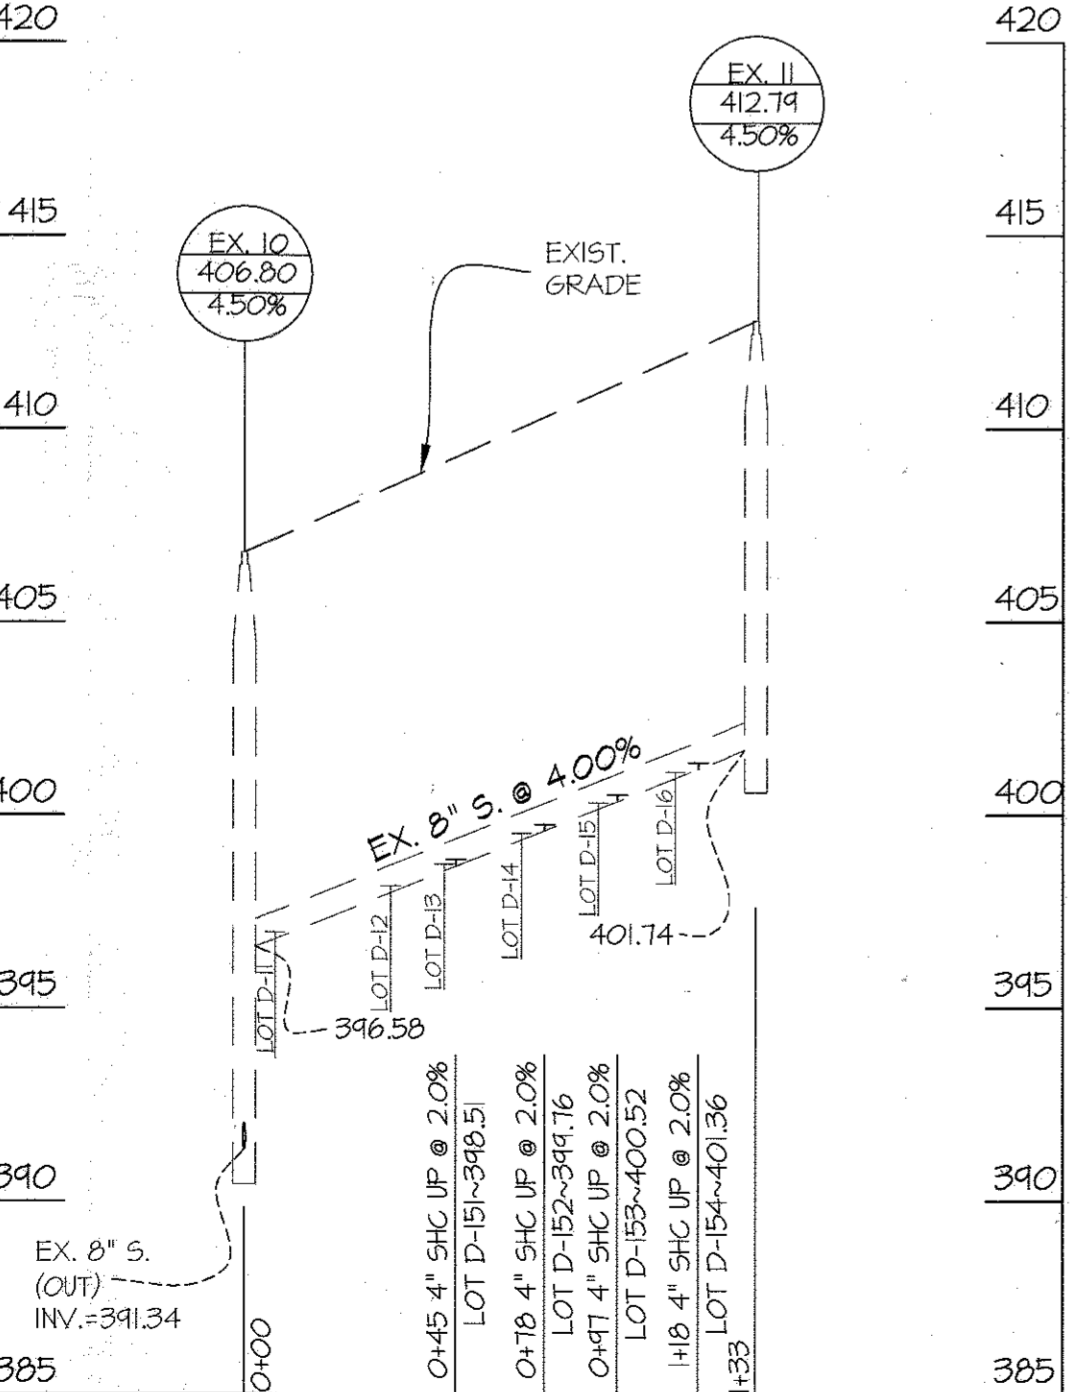 420
420
EX. 11
412.79
4.50%
415
415
EX. 10
406.80
4.50%
EXIST.
GRADE
410
410
405
405
EX. 8" S. @ 4.00%
400
400
LOT D-11
LOT D-12
LOT D-13
LOT D-14
LOT D-15
LOT D-16
401.74
395
395
396.58
390
390
EX. 8" S.
(OUT)
INV.=391.34
0+00
0+45 4" SHC UP @ 2.0%
LOT D-151~398.51
0+78 4" SHC UP @ 2.0%
LOT D-152~399.76
0+97 4" SHC UP @ 2.0%
LOT D-153~400.52
1+18 4" SHC UP @ 2.0%
LOT D-154~401.36
1+33
385
385